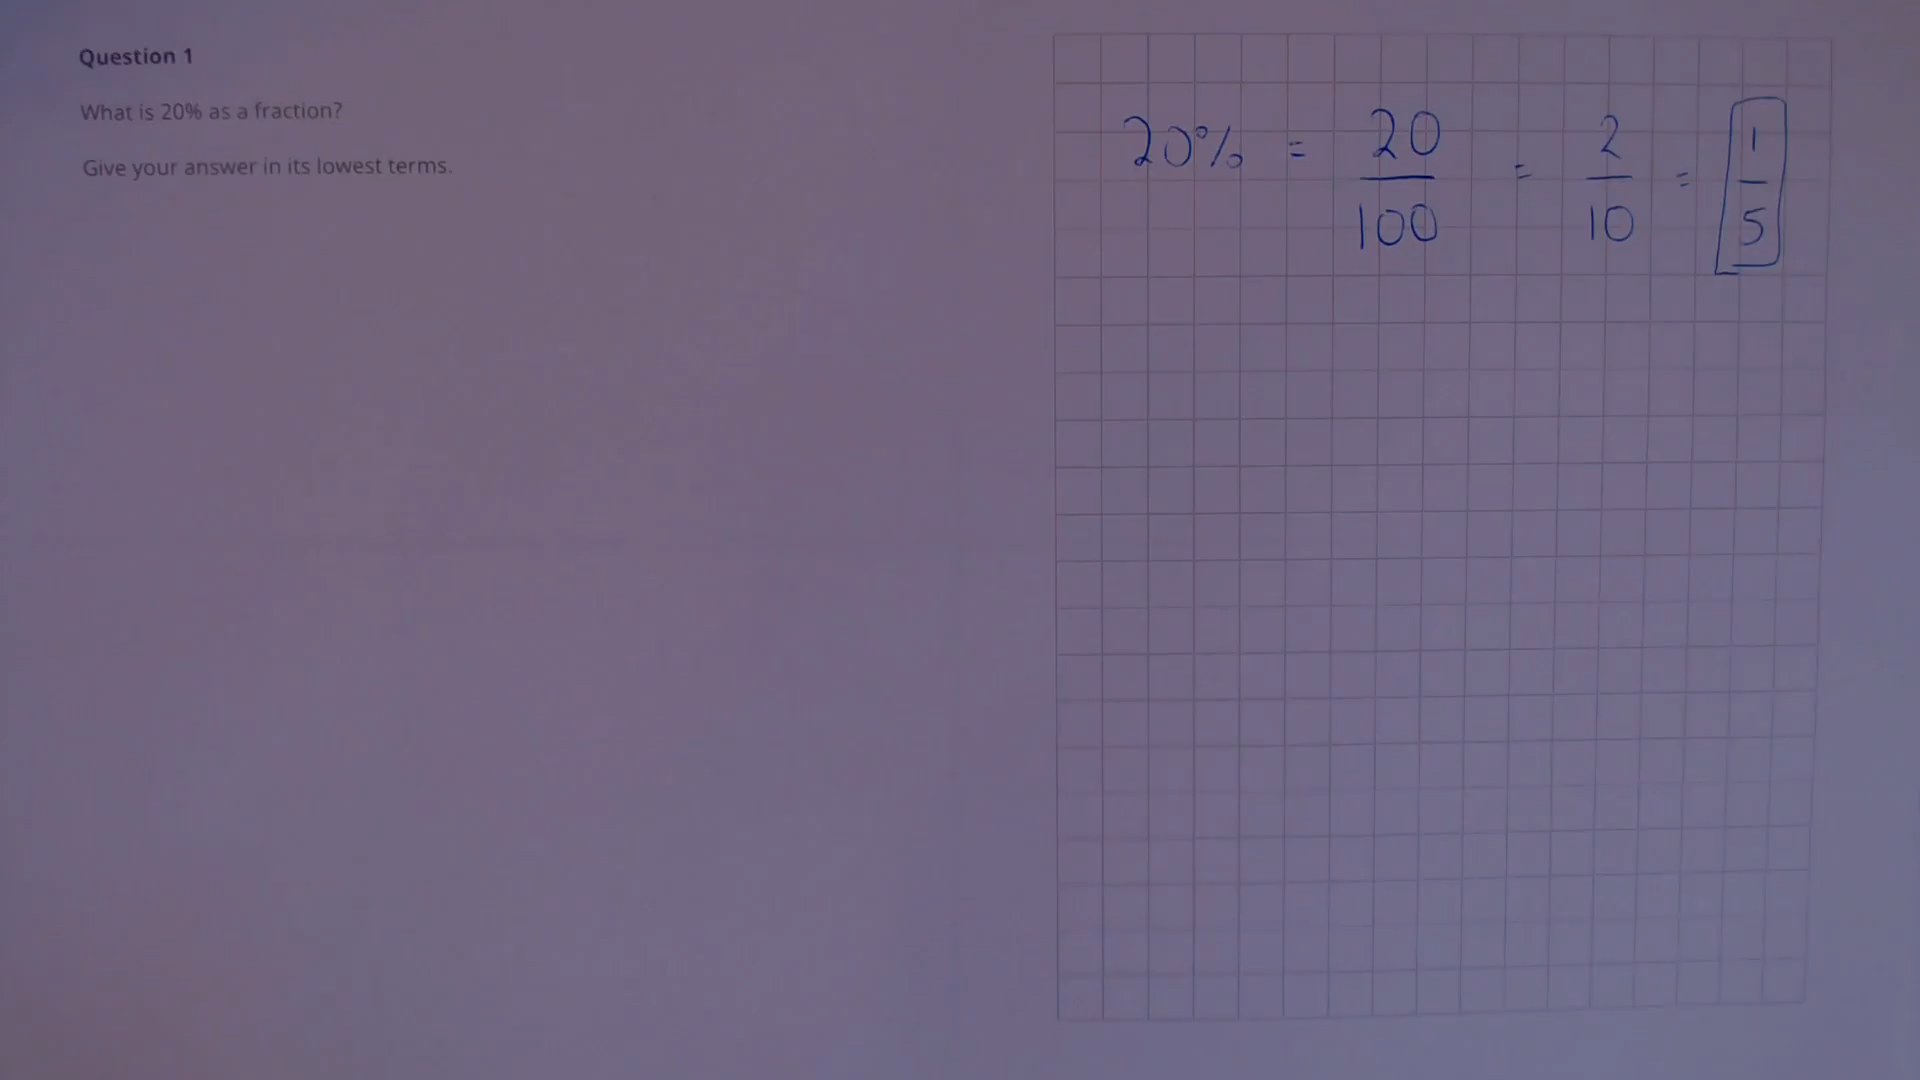 Question 1
What is 20% as a fraction?
Give your answer in its lowest terms.
20% = 20/100 = 2/10 = 1/5